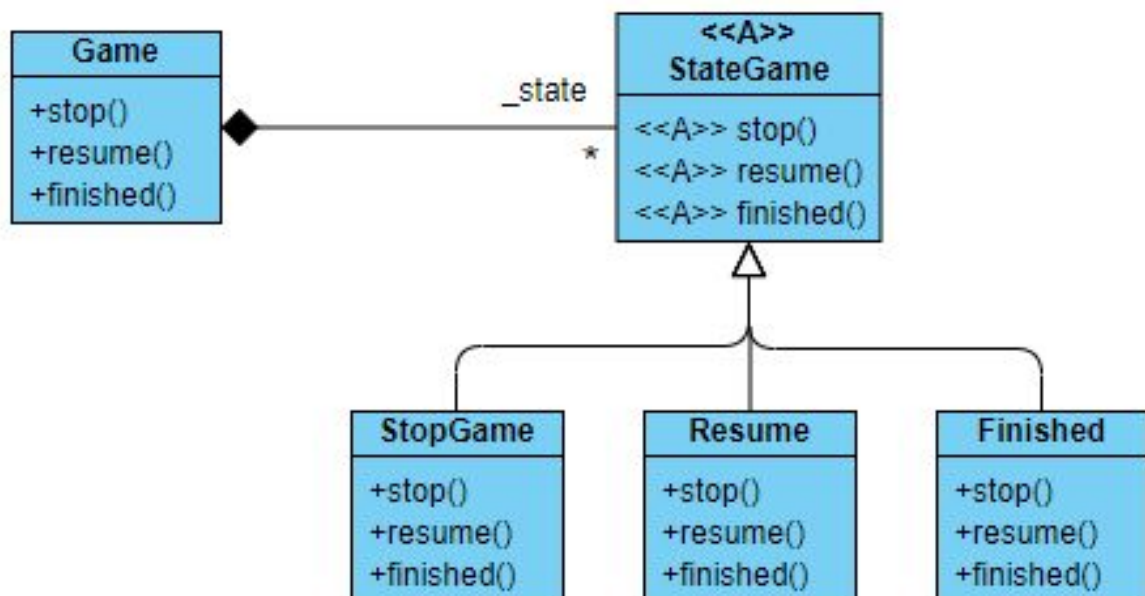 Game
+stop()
+resume()
+finished()
_state
*
<<A>>
StateGame
<<A>> stop()
<<A>> resume()
<<A>> finished()
StopGame
+stop()
+resume()
+finished()
Resume
+stop()
+resume()
+finished()
Finished
+stop()
+resume()
+finished()